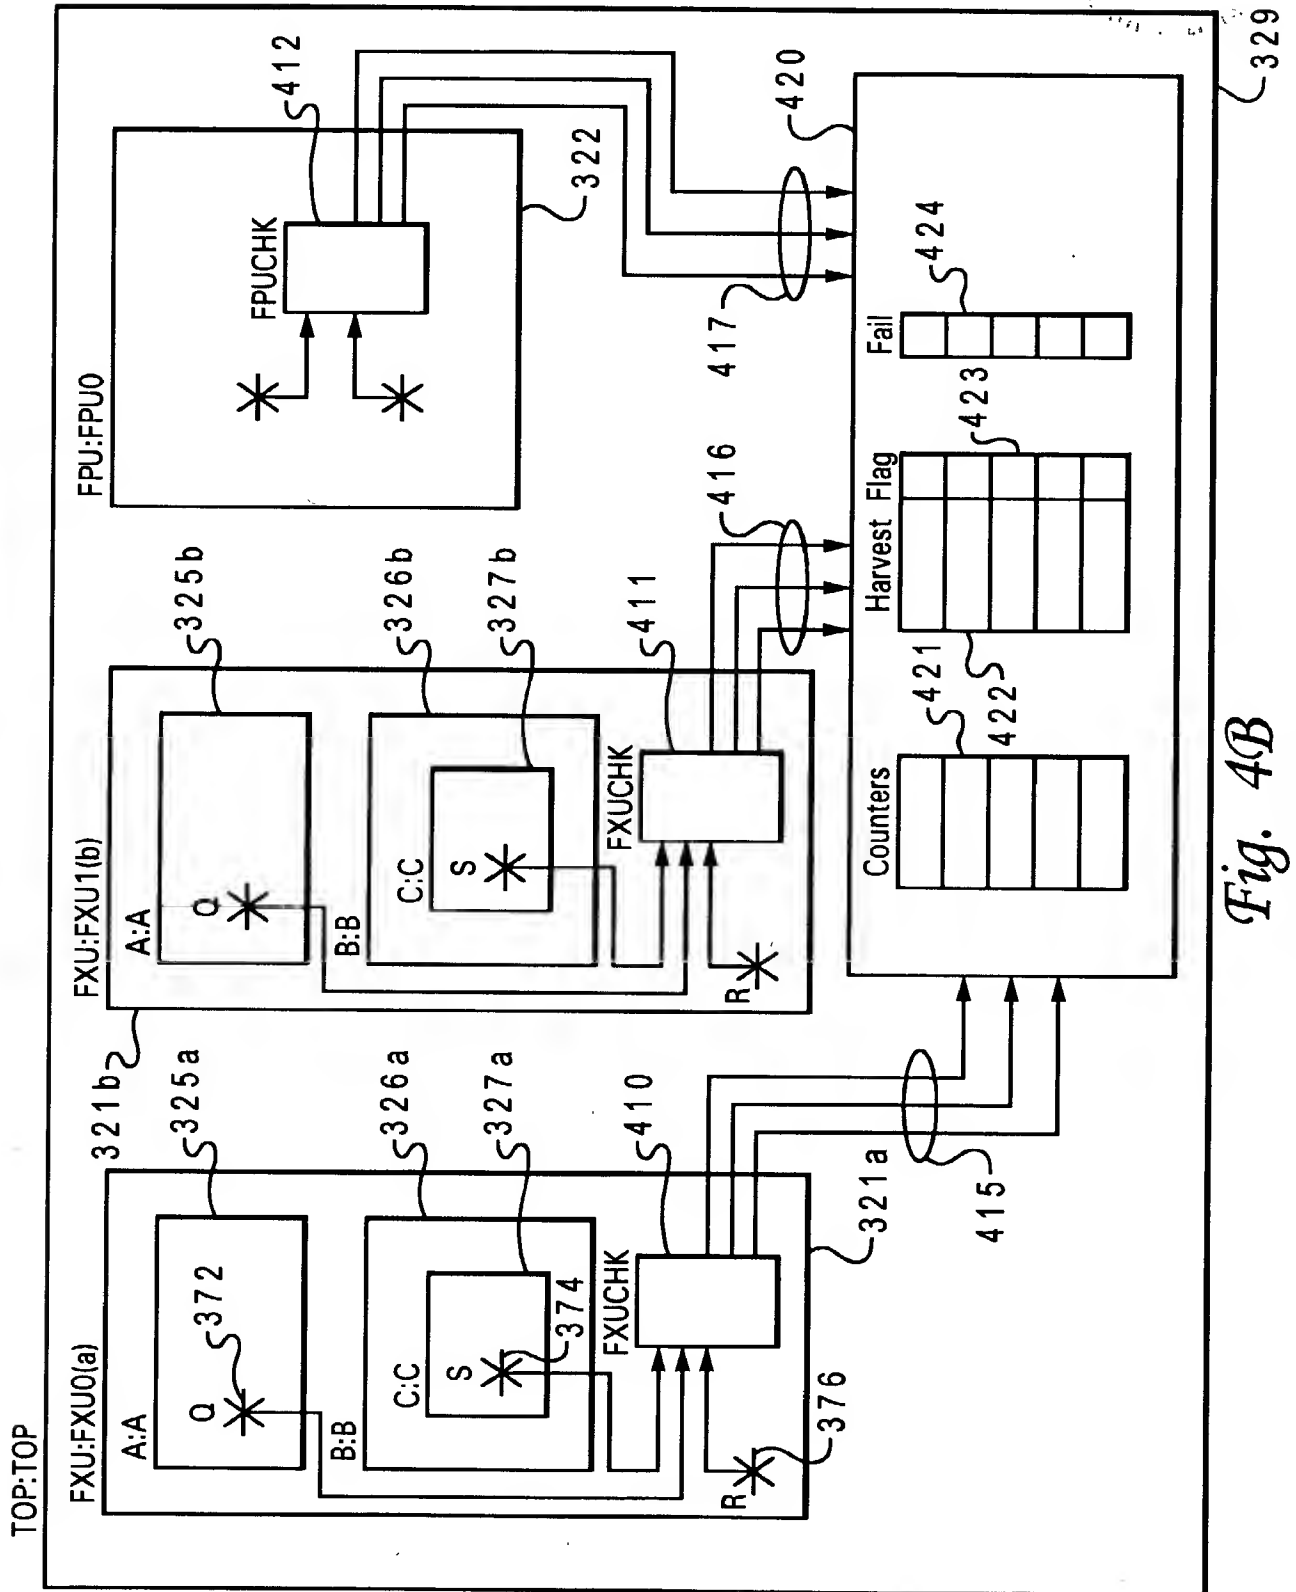 TOP:TOP
FXU:FXU0(a)
A:A
Q
372
325a
B:B
C:C
S
374
326a
327a
FXUCHK
410
R
376
321a
415
321b
FXU:FXU1(b)
A:A
Q
325b
B:B
C:C
S
326b
327b
FXUCHK
411
R
416
FPU:FPU0
FPUCHK
412
322
417
420
Counters
421
422
Harvest Flag
423
Fail
424
329
Fig. 4B